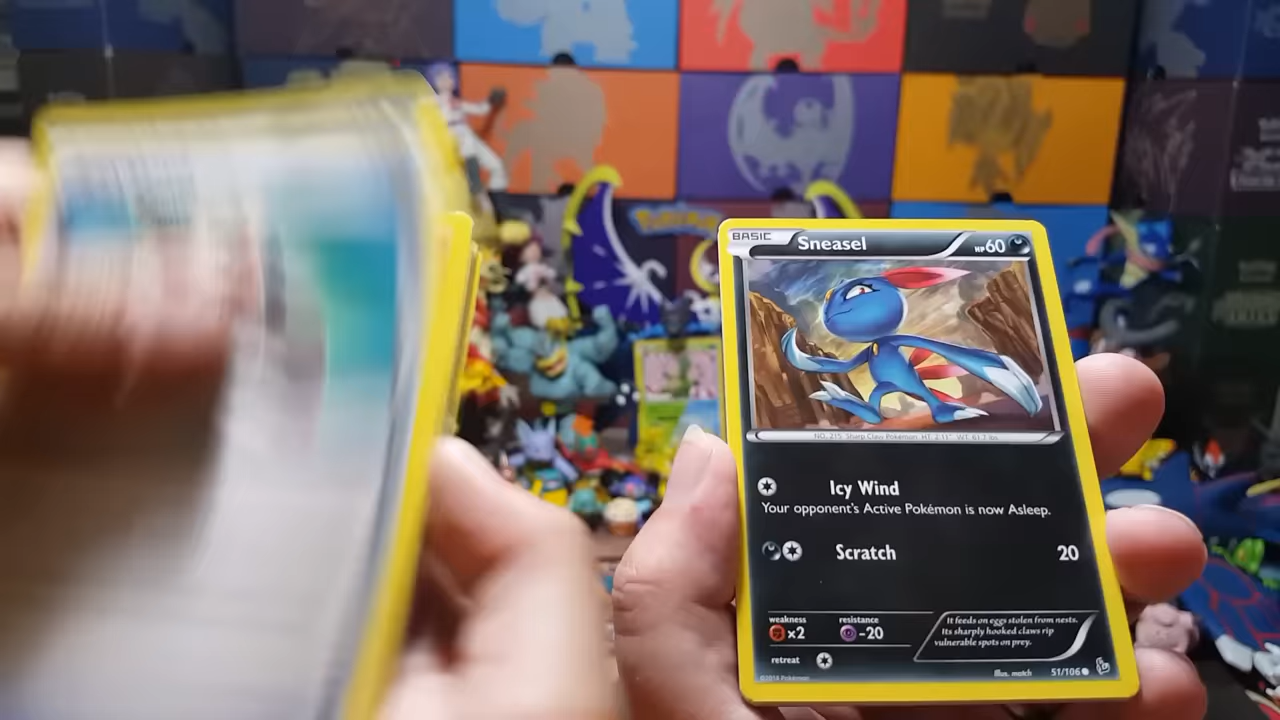 Pokémon
BASIC Sneasel HP60
NO. 215 Sharp Claw Pokémon HT: 2'11" WT: 61.7 lbs
Icy Wind
Your opponent's Active Pokémon is now Asleep.
Scratch 20
weakness resistance
×2 -20
It feeds on eggs stolen from nests.
Its sharply hooked claws rip
vulnerable spots on prey.
retreat
Illus. match 51/106
©2014 Pokémon